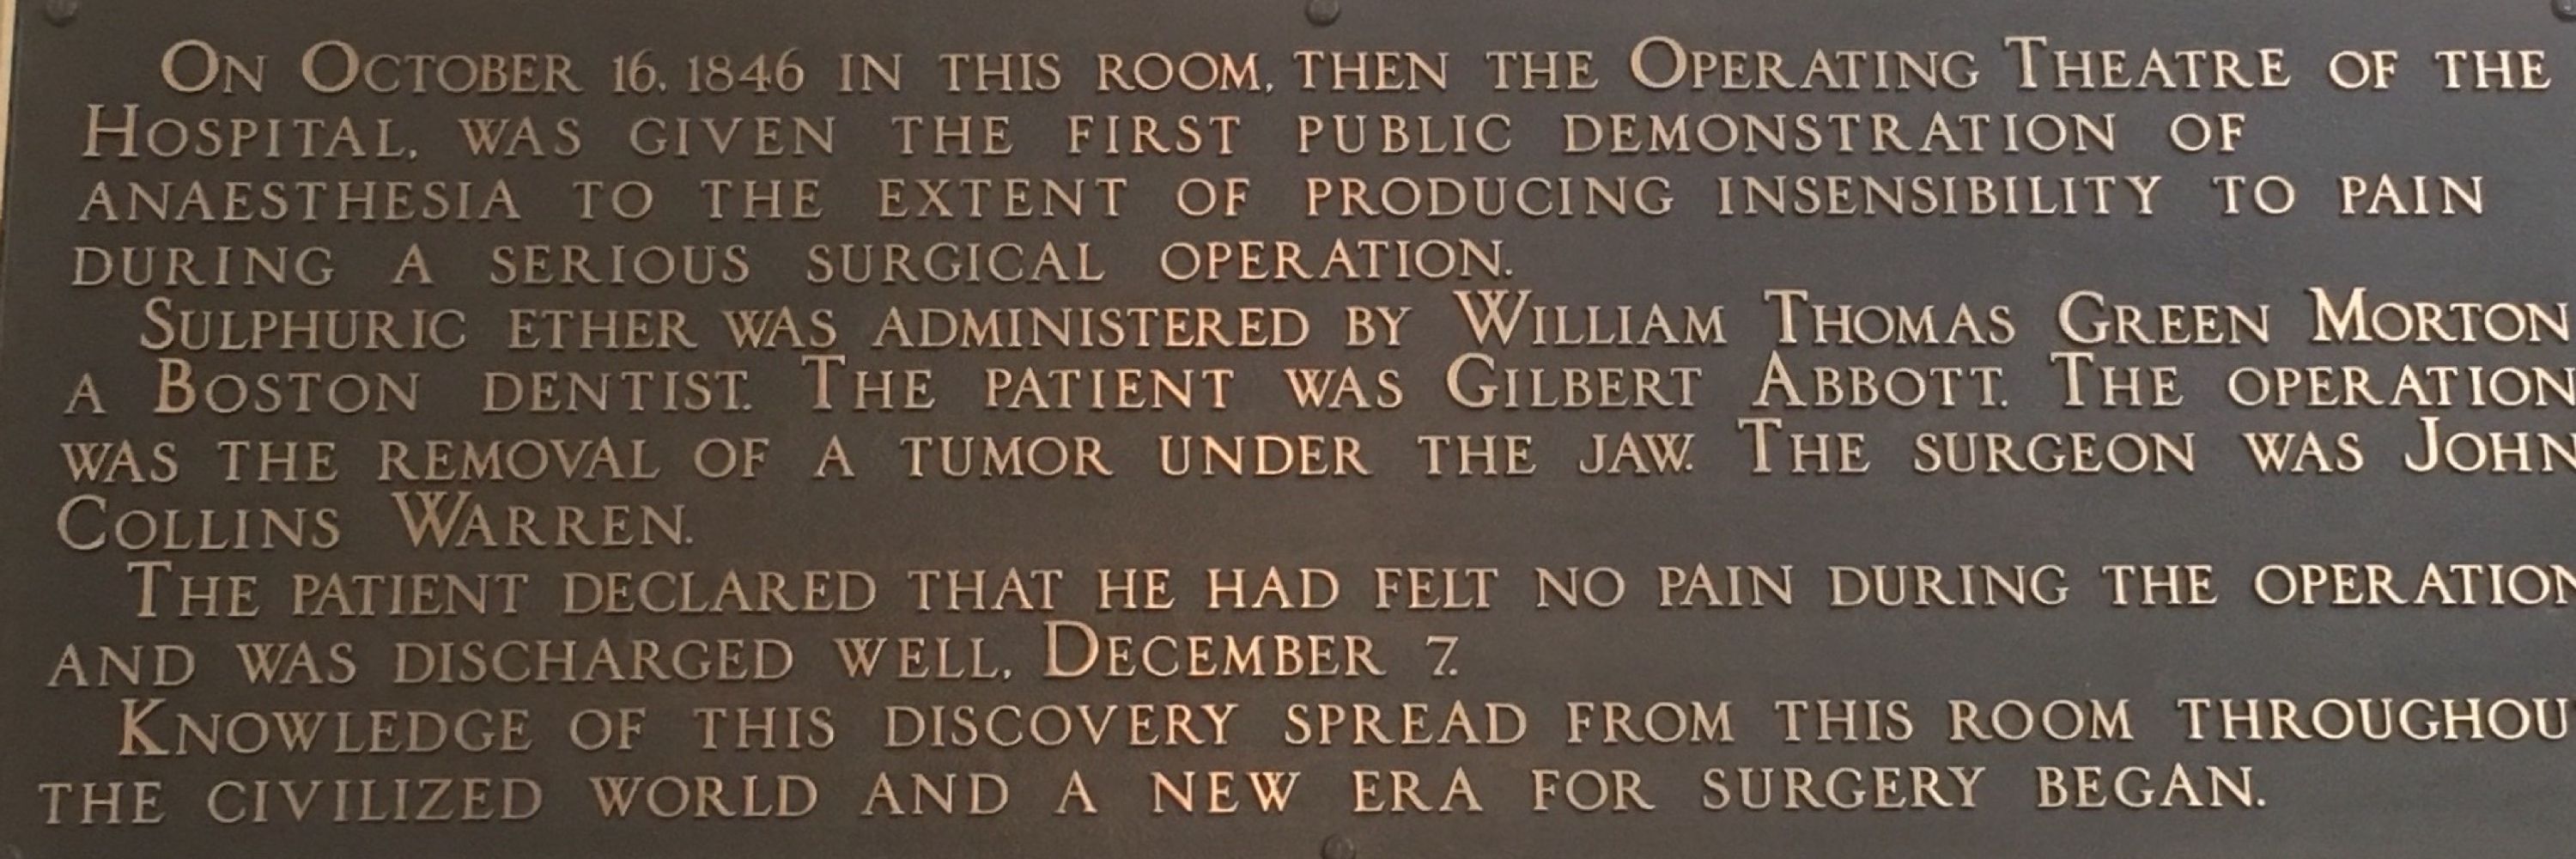 On October 16, 1846 in this room, then the Operating Theatre of the
Hospital, was given the first public demonstration of
anaesthesia to the extent of producing insensibility to pain
during a serious surgical operation.
Sulphuric ether was administered by William Thomas Green Morton
a Boston dentist. The patient was Gilbert Abbott. The operation
was the removal of a tumor under the jaw. The surgeon was John
Collins Warren.
The patient declared that he had felt no pain during the operation
and was discharged well, December 7.
Knowledge of this discovery spread from this room throughou
the civilized world and a new era for surgery began.